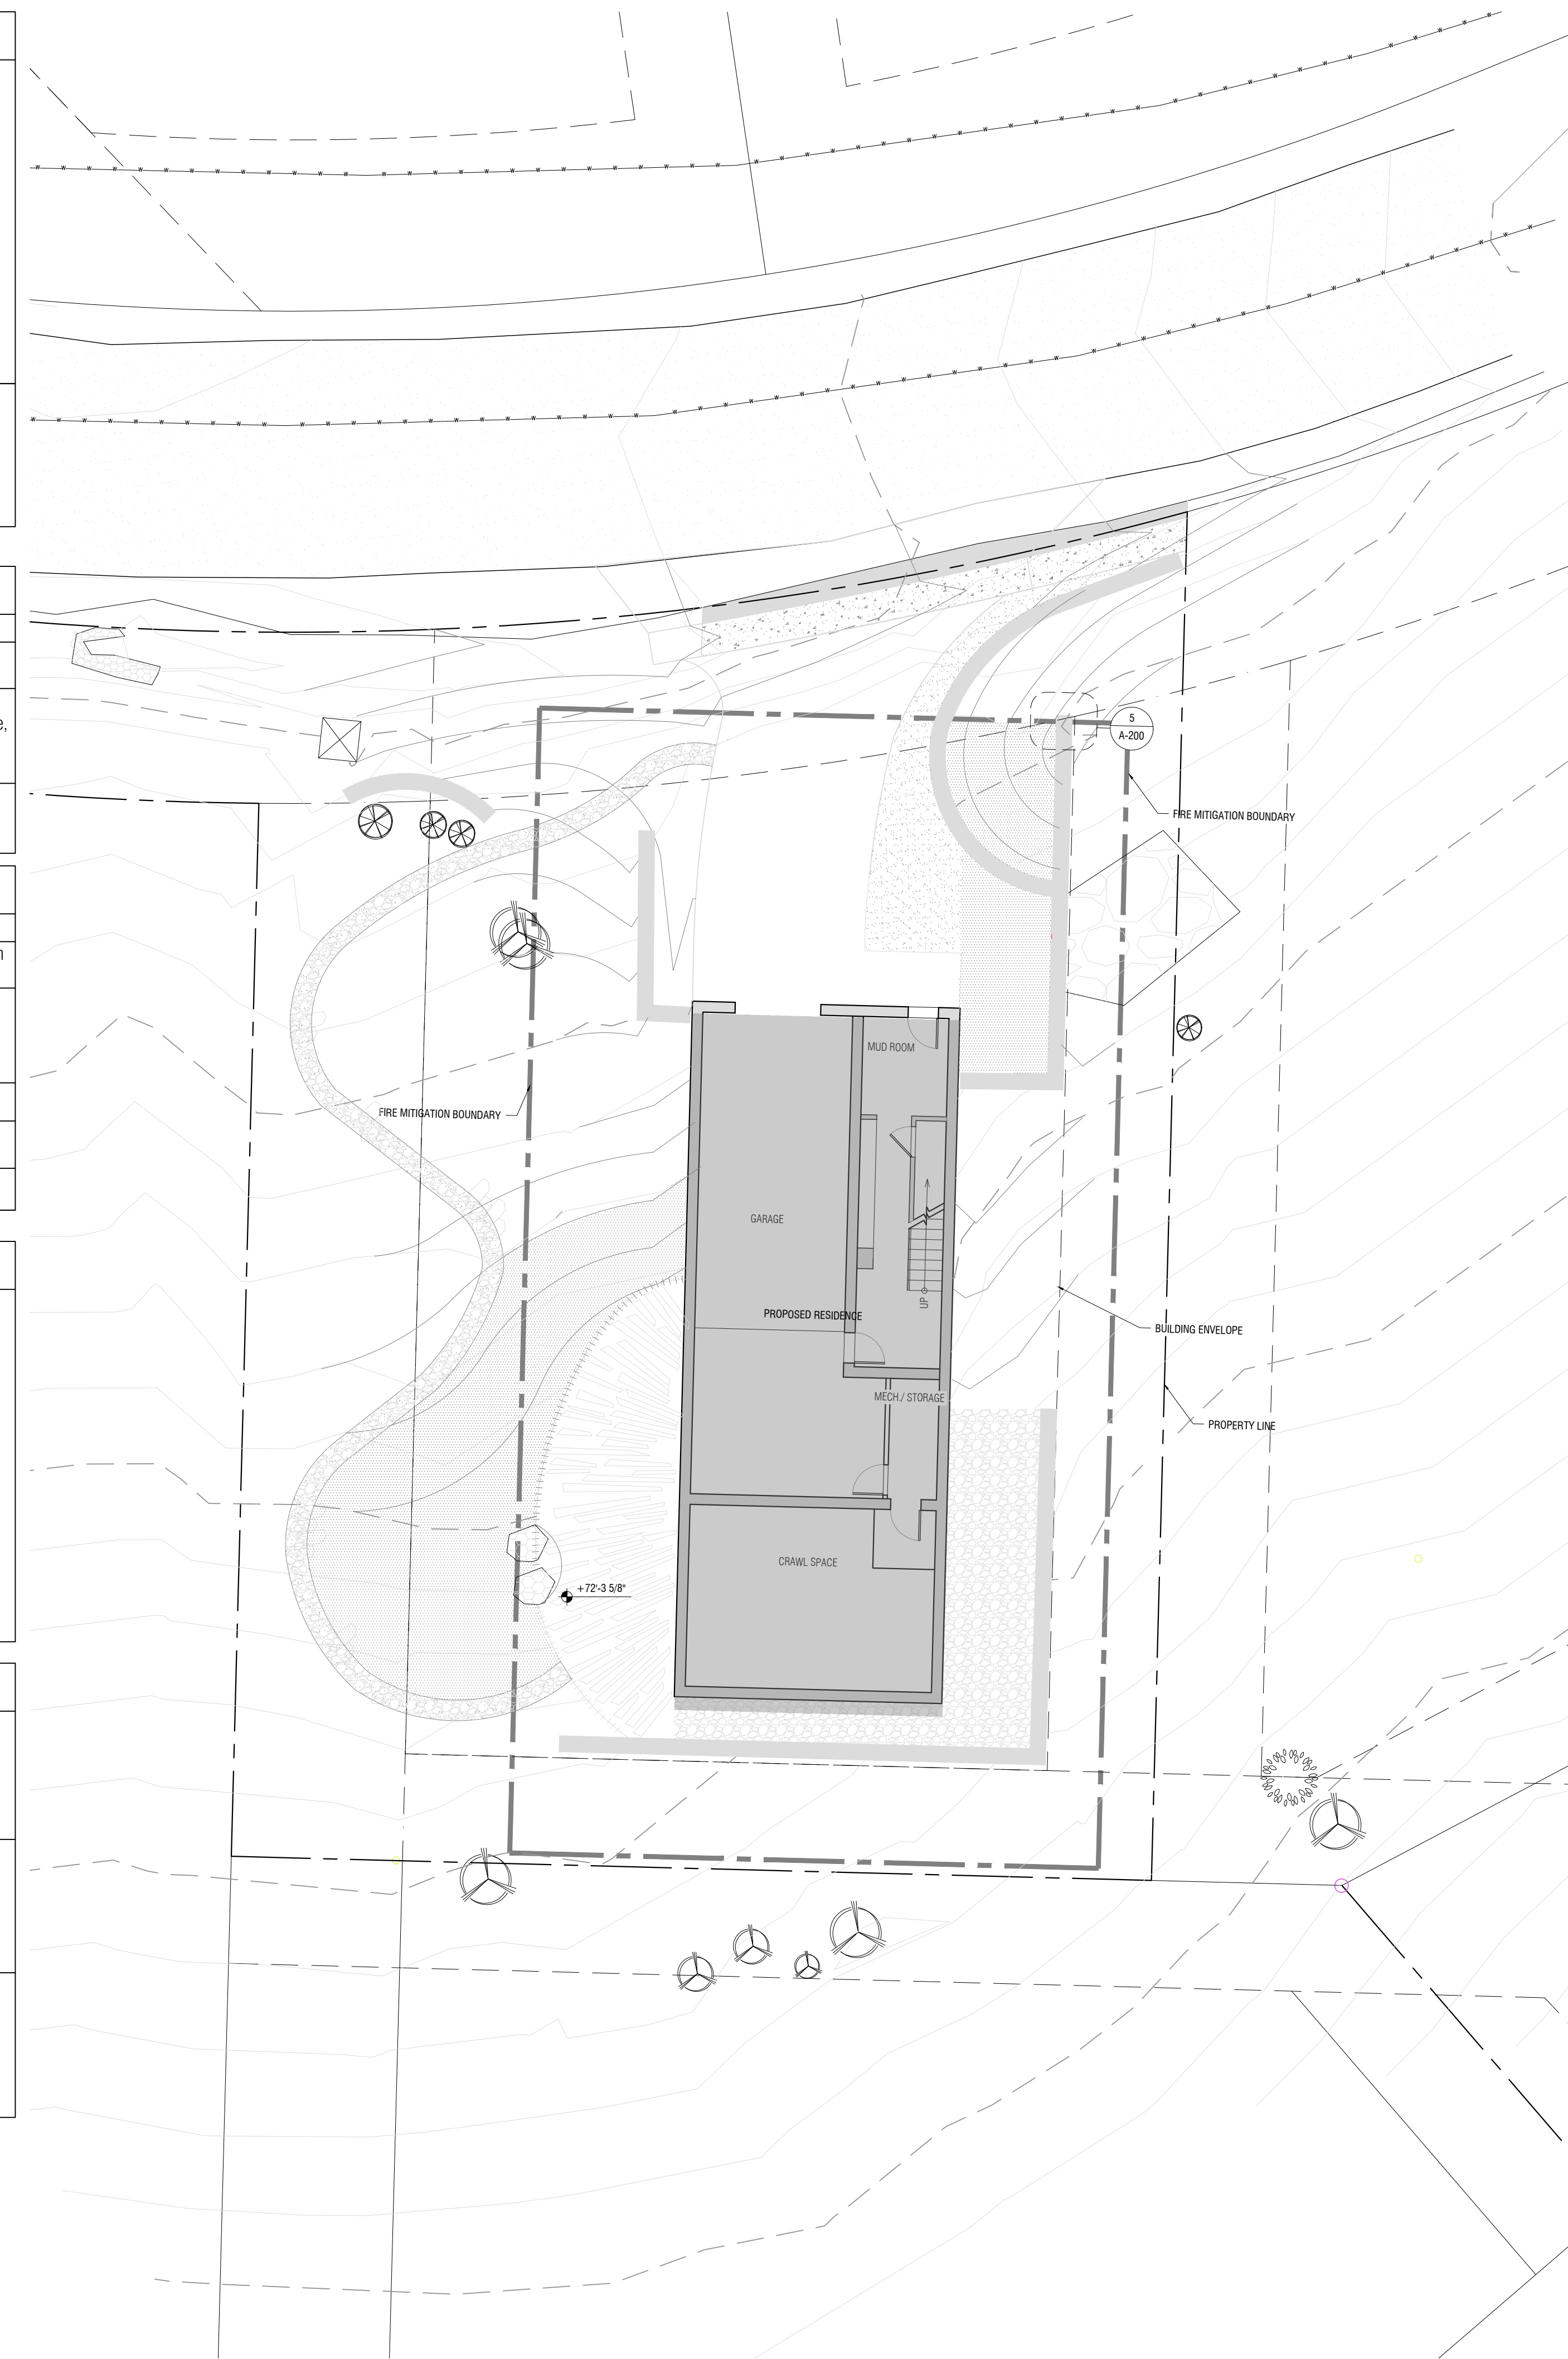 e,
5
A-200
FIRE MITIGATION BOUNDARY
MUD ROOM
FIRE MITIGATION BOUNDARY
GARAGE
UP
PROPOSED RESIDENCE
BUILDING ENVELOPE
MECH./ STORAGE
PROPERTY LINE
CRAWL SPACE
+72'-3 5/8"